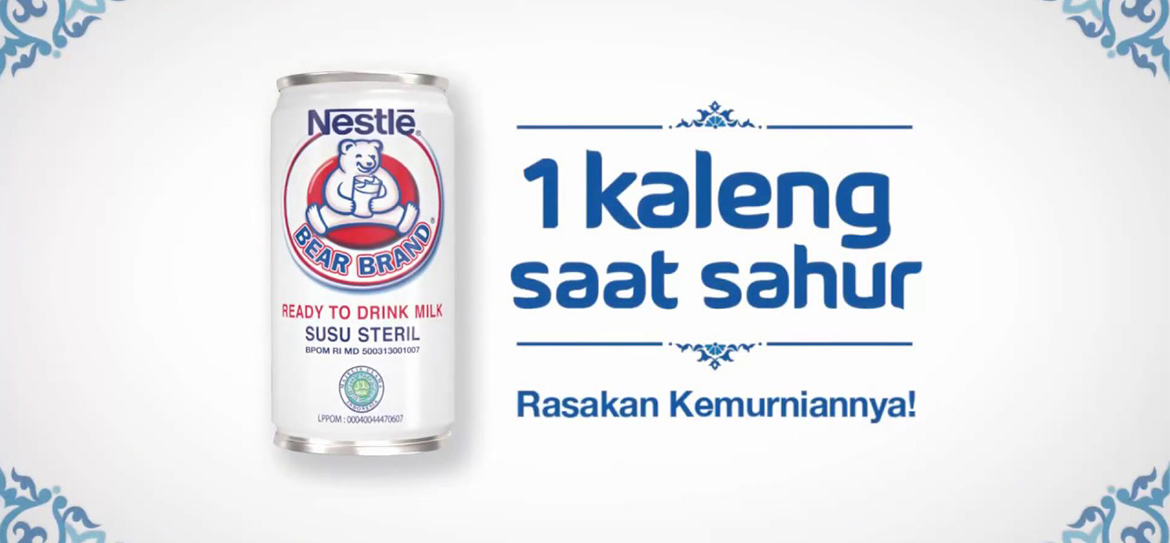 Nestlē
BEAR BRAND
READY TO DRINK MILK
SUSU STERIL
BPOM RI MD 500313001007
LPPOM : 00040044470607
1 kaleng
saat sahur
Rasakan Kemurniannya!